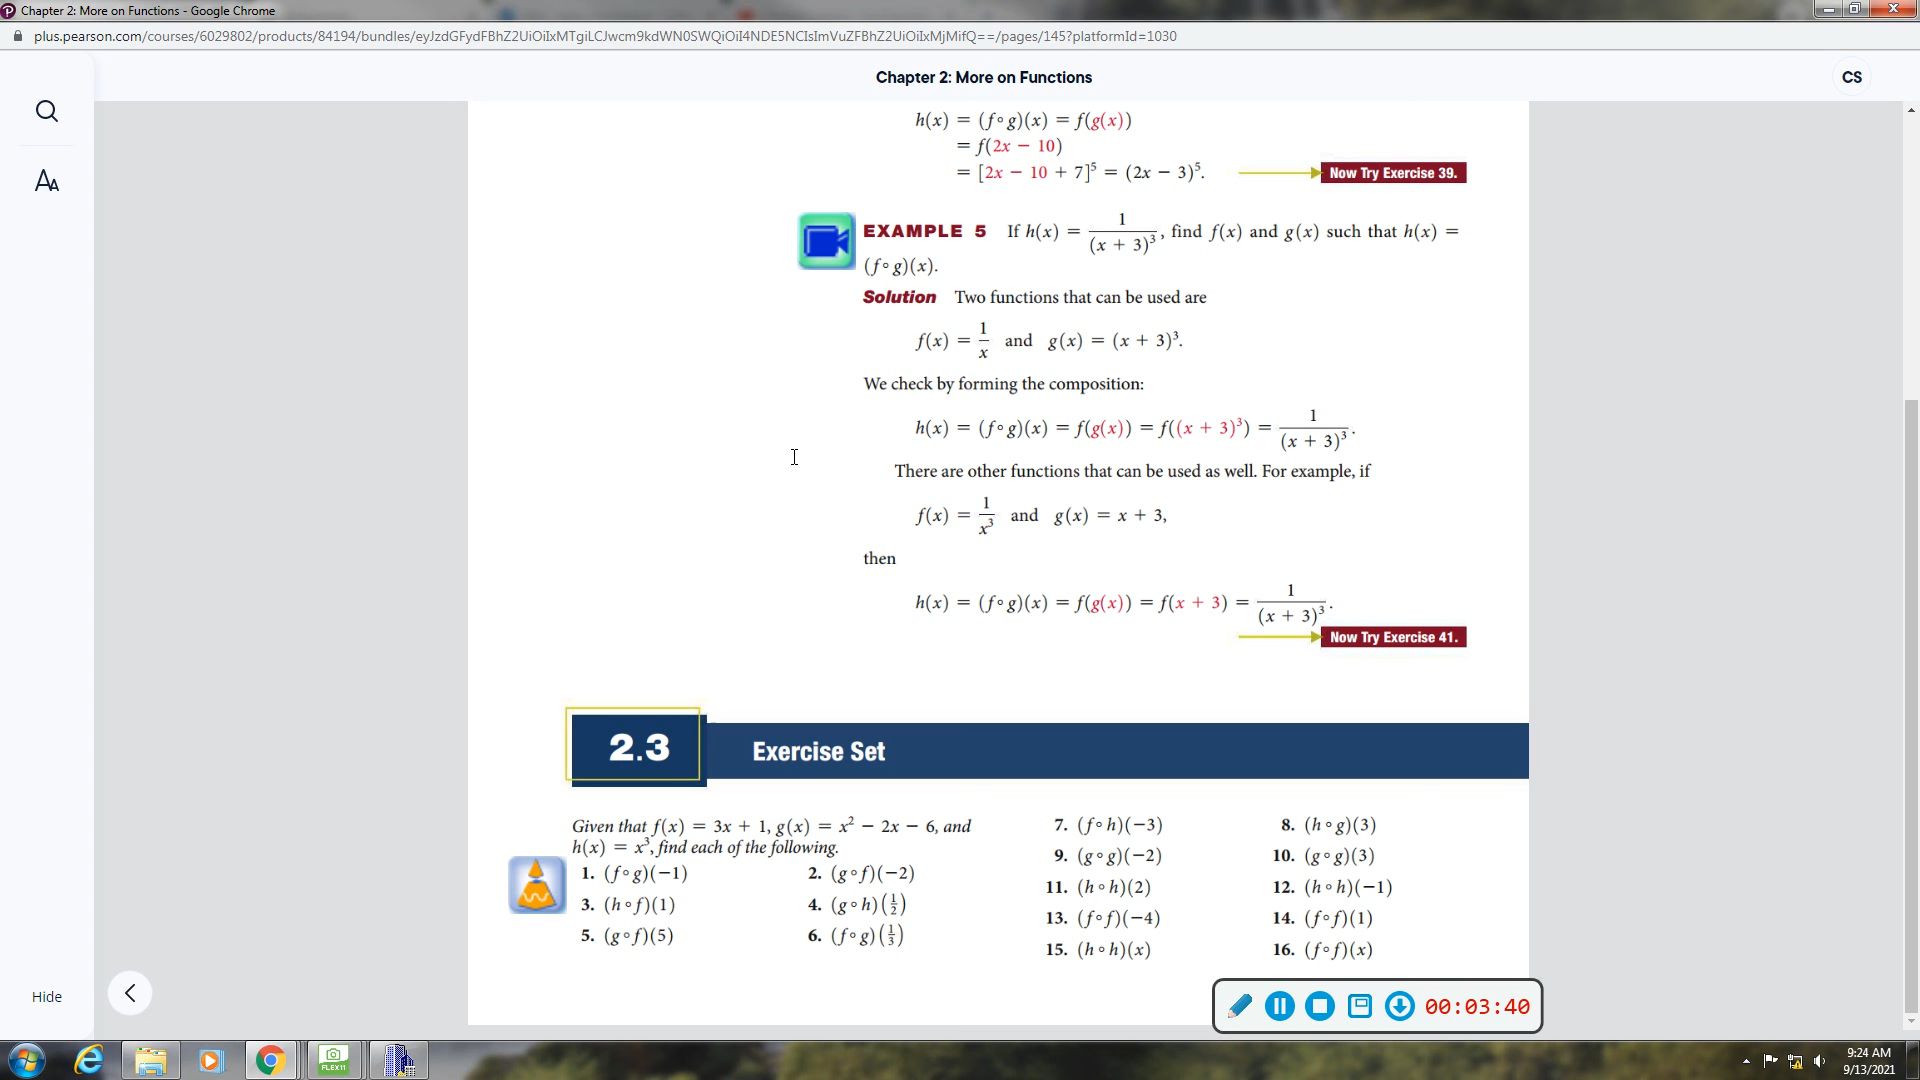 Chapter 2: More on Functions - Google Chrome
plus.pearson.com/courses/6029802/products/84194/bundles/eyJzdGFydFBhZ2UiOiIxMTgiLCJwcm9kdWN0SWQiOiI4NDE5NCIsImVuZFBhZ2UiOiIxMjMifQ==/pages/145?platformId=1030
Chapter 2: More on Functions
CS
AA
h(x) = (f∘g)(x) = f(g(x))
= f(2x − 10)
= [2x − 10 + 7]⁵ = (2x − 3)⁵.
Now Try Exercise 39.
EXAMPLE 5 If h(x) = 1/(x + 3)³, find f(x) and g(x) such that h(x) =
(f∘g)(x).
Solution Two functions that can be used are
f(x) = 1/x and g(x) = (x + 3)³.
We check by forming the composition:
h(x) = (f∘g)(x) = f(g(x)) = f((x + 3)³) = 1/(x + 3)³.
There are other functions that can be used as well. For example, if
f(x) = 1/x³ and g(x) = x + 3,
then
h(x) = (f∘g)(x) = f(g(x)) = f(x + 3) = 1/(x + 3)³.
Now Try Exercise 41.
2.3 Exercise Set
Given that f(x) = 3x + 1, g(x) = x² − 2x − 6, and
h(x) = x³, find each of the following.
1. (f∘g)(−1)
2. (g∘f)(−2)
3. (h∘f)(1)
4. (g∘h)(1/2)
5. (g∘f)(5)
6. (f∘g)(1/3)
7. (f∘h)(−3)
8. (h∘g)(3)
9. (g∘g)(−2)
10. (g∘g)(3)
11. (h∘h)(2)
12. (h∘h)(−1)
13. (f∘f)(−4)
14. (f∘f)(1)
15. (h∘h)(x)
16. (f∘f)(x)
Hide
00:03:40
FLEX11
9:24 AM
9/13/2021